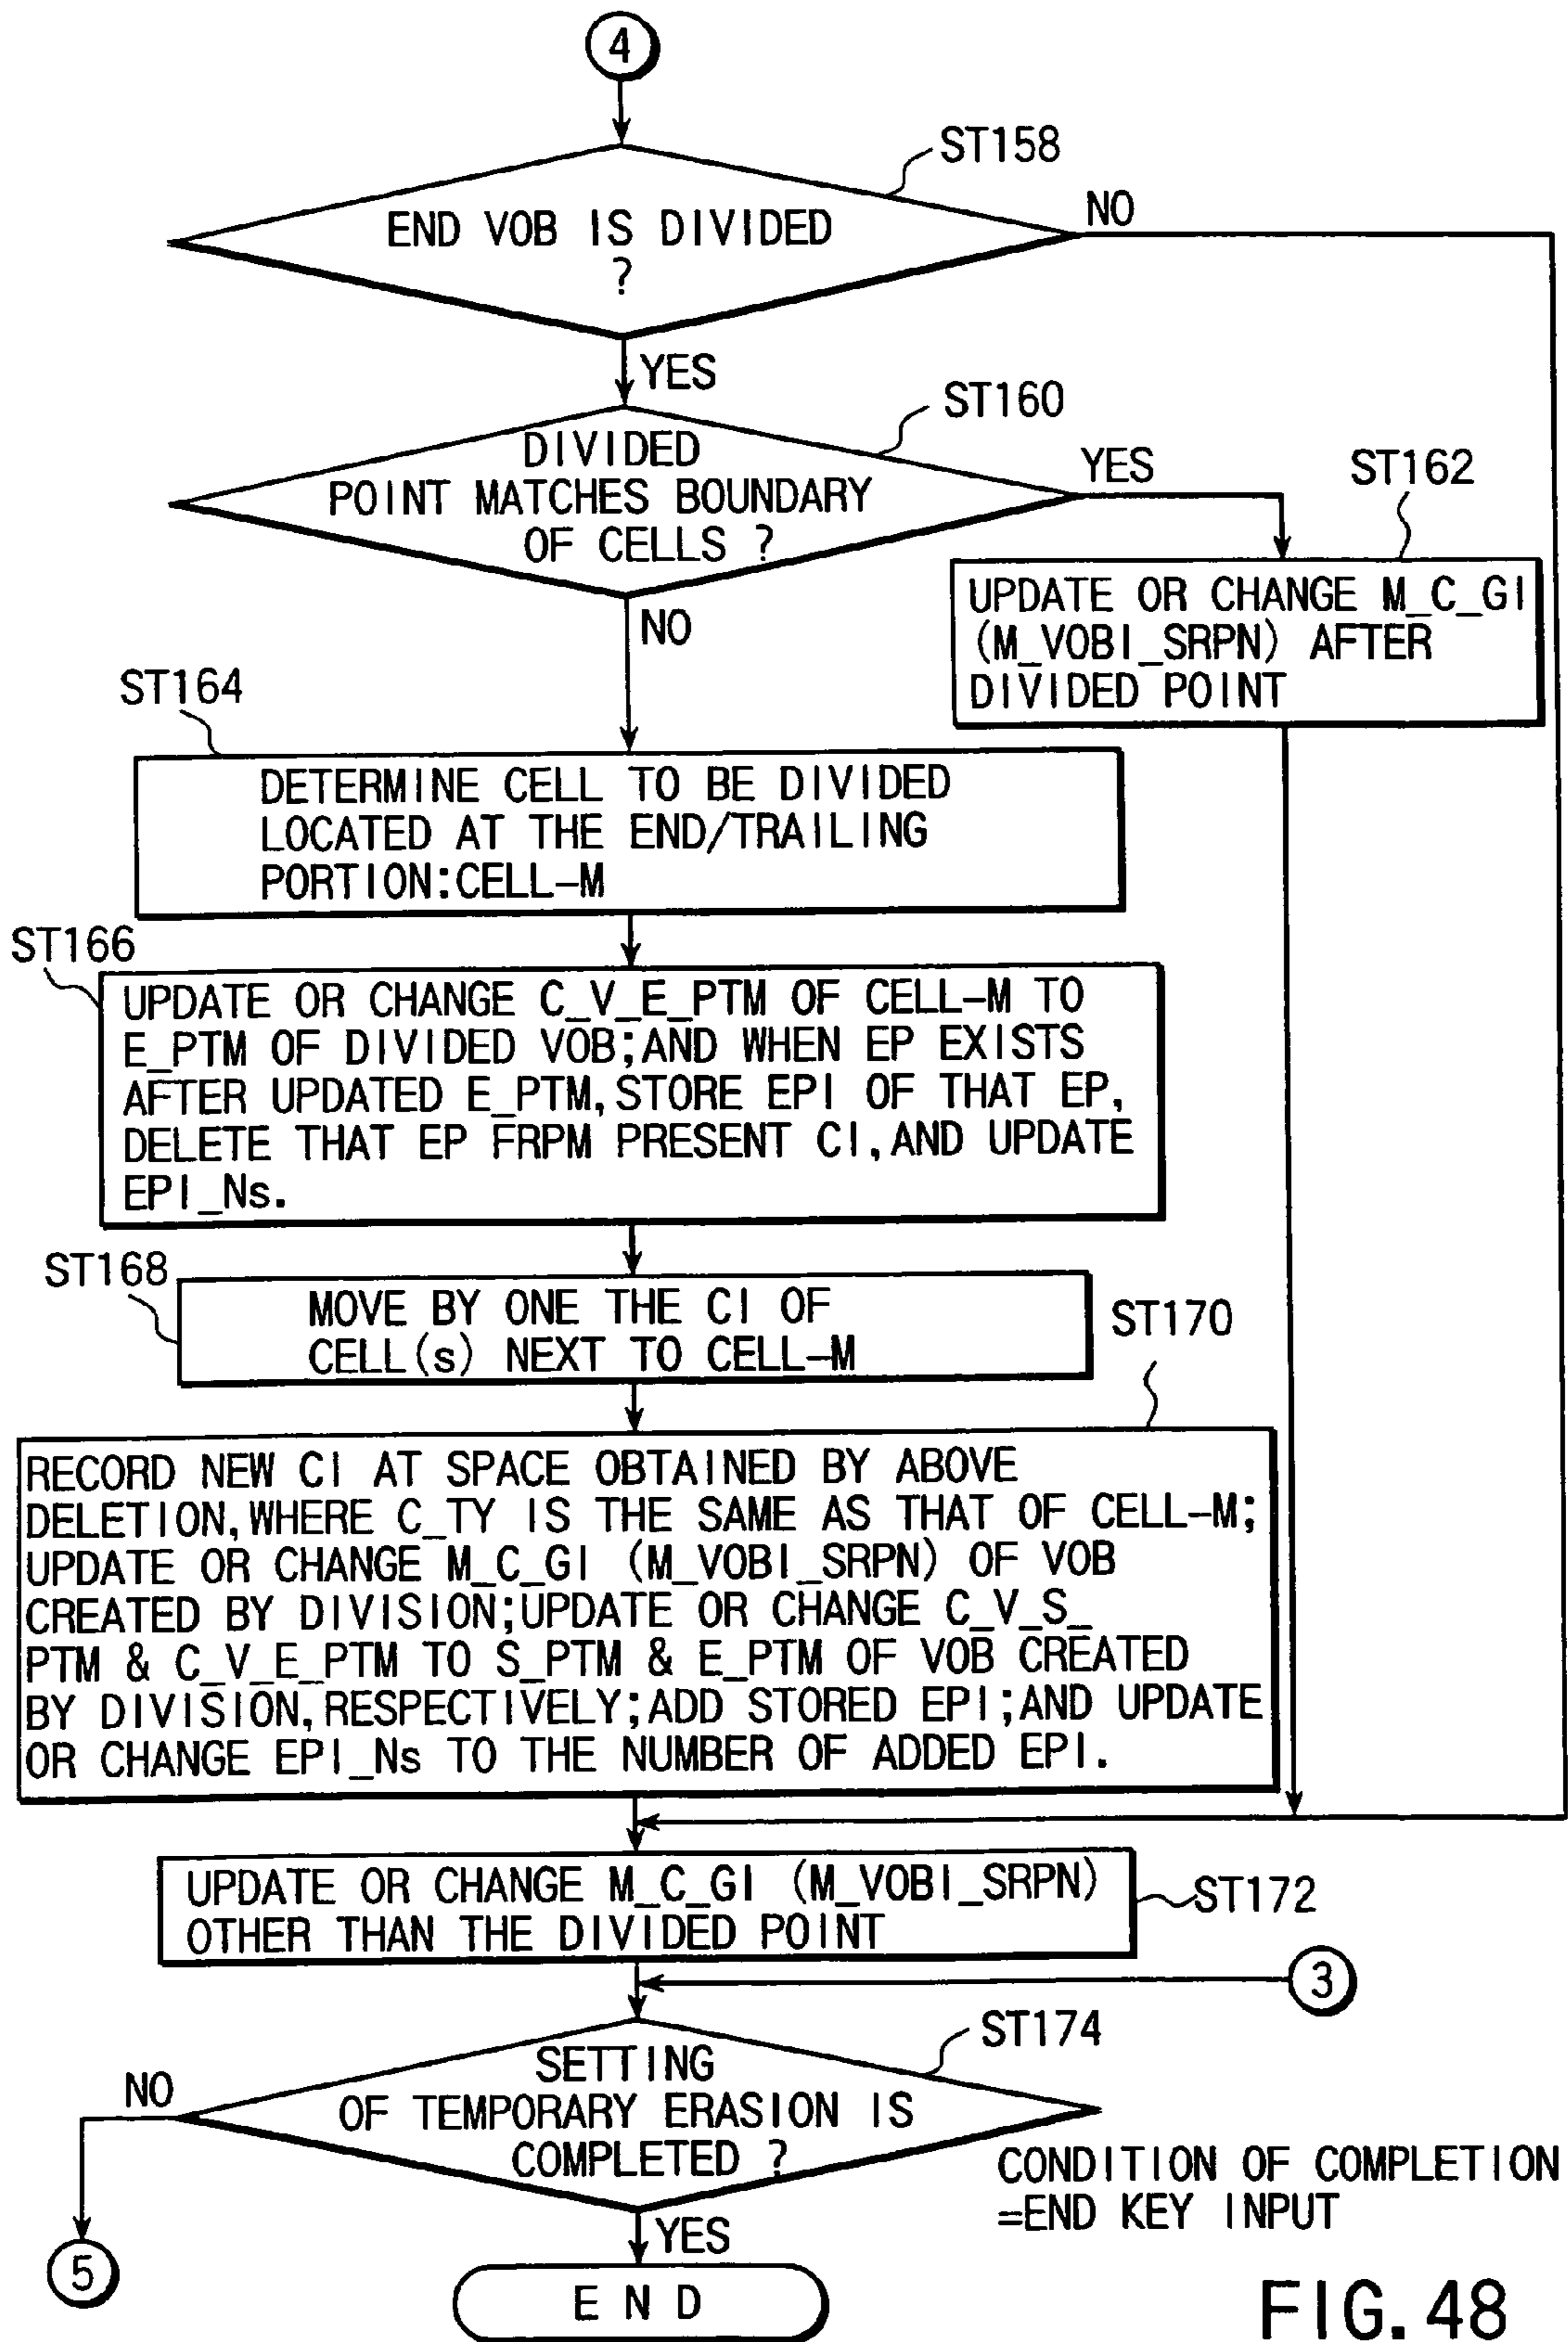 4
ST158
END VOB IS DIVIDED
?
NO
YES
ST160
DIVIDED
POINT MATCHES BOUNDARY
OF CELLS ?
YES
ST162
NO
UPDATE OR CHANGE M_C_GI
(M_VOBI_SRPN) AFTER
DIVIDED POINT
ST164
DETERMINE CELL TO BE DIVIDED
LOCATED AT THE END/TRAILING
PORTION:CELL-M
ST166
UPDATE OR CHANGE C_V_E_PTM OF CELL-M TO
E_PTM OF DIVIDED VOB;AND WHEN EP EXISTS
AFTER UPDATED E_PTM,STORE EPI OF THAT EP,
DELETE THAT EP FRPM PRESENT CI,AND UPDATE
EPI_Ns.
ST168
MOVE BY ONE THE CI OF
CELL(s) NEXT TO CELL-M
ST170
RECORD NEW CI AT SPACE OBTAINED BY ABOVE
DELETION,WHERE C_TY IS THE SAME AS THAT OF CELL-M;
UPDATE OR CHANGE M_C_GI (M_VOBI_SRPN) OF VOB
CREATED BY DIVISION;UPDATE OR CHANGE C_V_S_
PTM & C_V_E_PTM TO S_PTM & E_PTM OF VOB CREATED
BY DIVISION,RESPECTIVELY;ADD STORED EPI;AND UPDATE
OR CHANGE EPI_Ns TO THE NUMBER OF ADDED EPI.
UPDATE OR CHANGE M_C_GI (M_VOBI_SRPN)
OTHER THAN THE DIVIDED POINT
ST172
3
ST174
SETTING
OF TEMPORARY ERASION IS
COMPLETED ?
NO
CONDITION OF COMPLETION
=END KEY INPUT
YES
5
END
FIG. 48